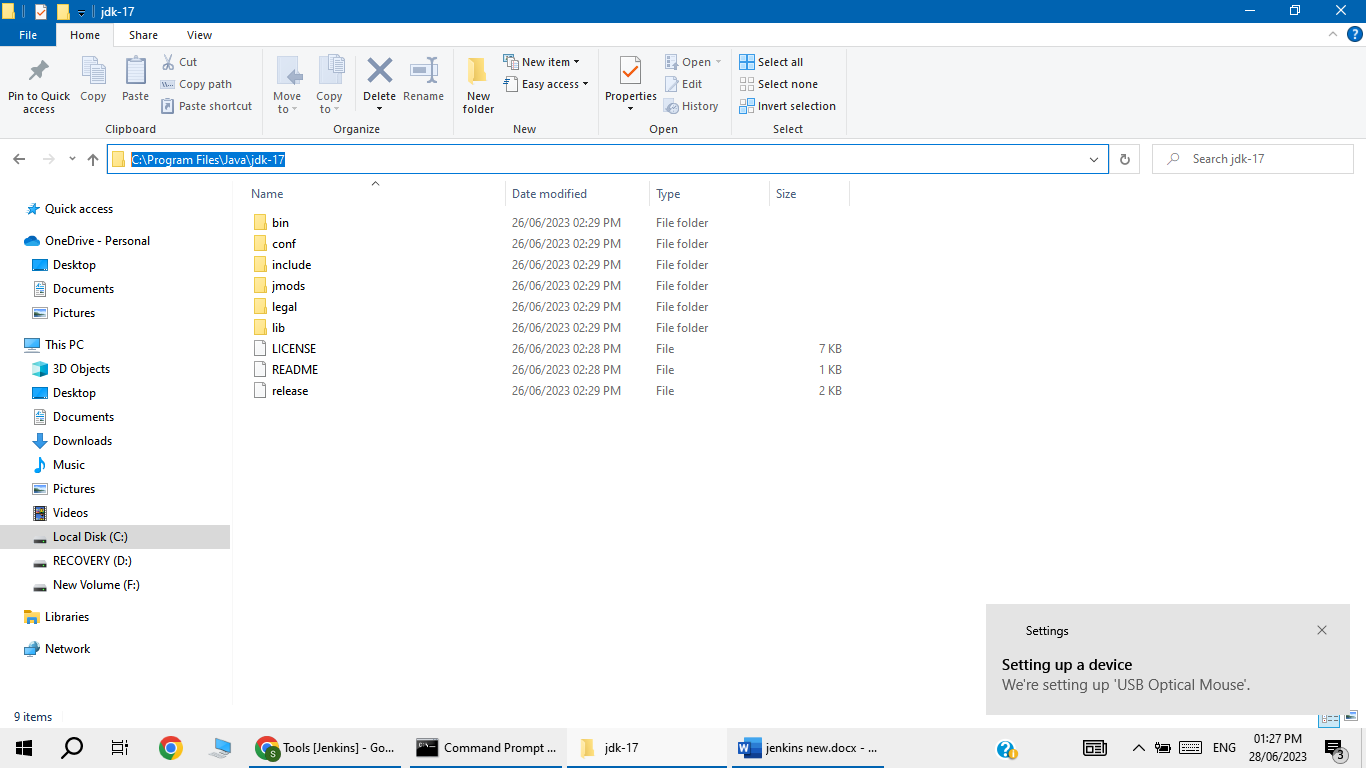 jdk-17
File Home Share View
Pin to Quick access
Copy
Paste
Cut
Copy path
Paste shortcut
Clipboard
Move to
Copy to
Delete
Rename
Organize
New folder
New item
Easy access
New
Properties
Open
Edit
History
Open
Select all
Select none
Invert selection
Select
C:\Program Files\Java\jdk-17
Search jdk-17
Quick access
OneDrive - Personal
Desktop
Documents
Pictures
This PC
3D Objects
Desktop
Documents
Downloads
Music
Pictures
Videos
Local Disk (C:)
RECOVERY (D:)
New Volume (F:)
Libraries
Network
Name Date modified Type Size
bin 26/06/2023 02:29 PM File folder
conf 26/06/2023 02:29 PM File folder
include 26/06/2023 02:29 PM File folder
jmods 26/06/2023 02:29 PM File folder
legal 26/06/2023 02:29 PM File folder
lib 26/06/2023 02:29 PM File folder
LICENSE 26/06/2023 02:28 PM File 7 KB
README 26/06/2023 02:28 PM File 1 KB
release 26/06/2023 02:29 PM File 2 KB
Settings
Setting up a device
We're setting up 'USB Optical Mouse'.
9 items
S Tools [Jenkins] - Go... Command Prompt ... jdk-17 W jenkins new.docx - ... ENG 01:27 PM
28/06/2023 3